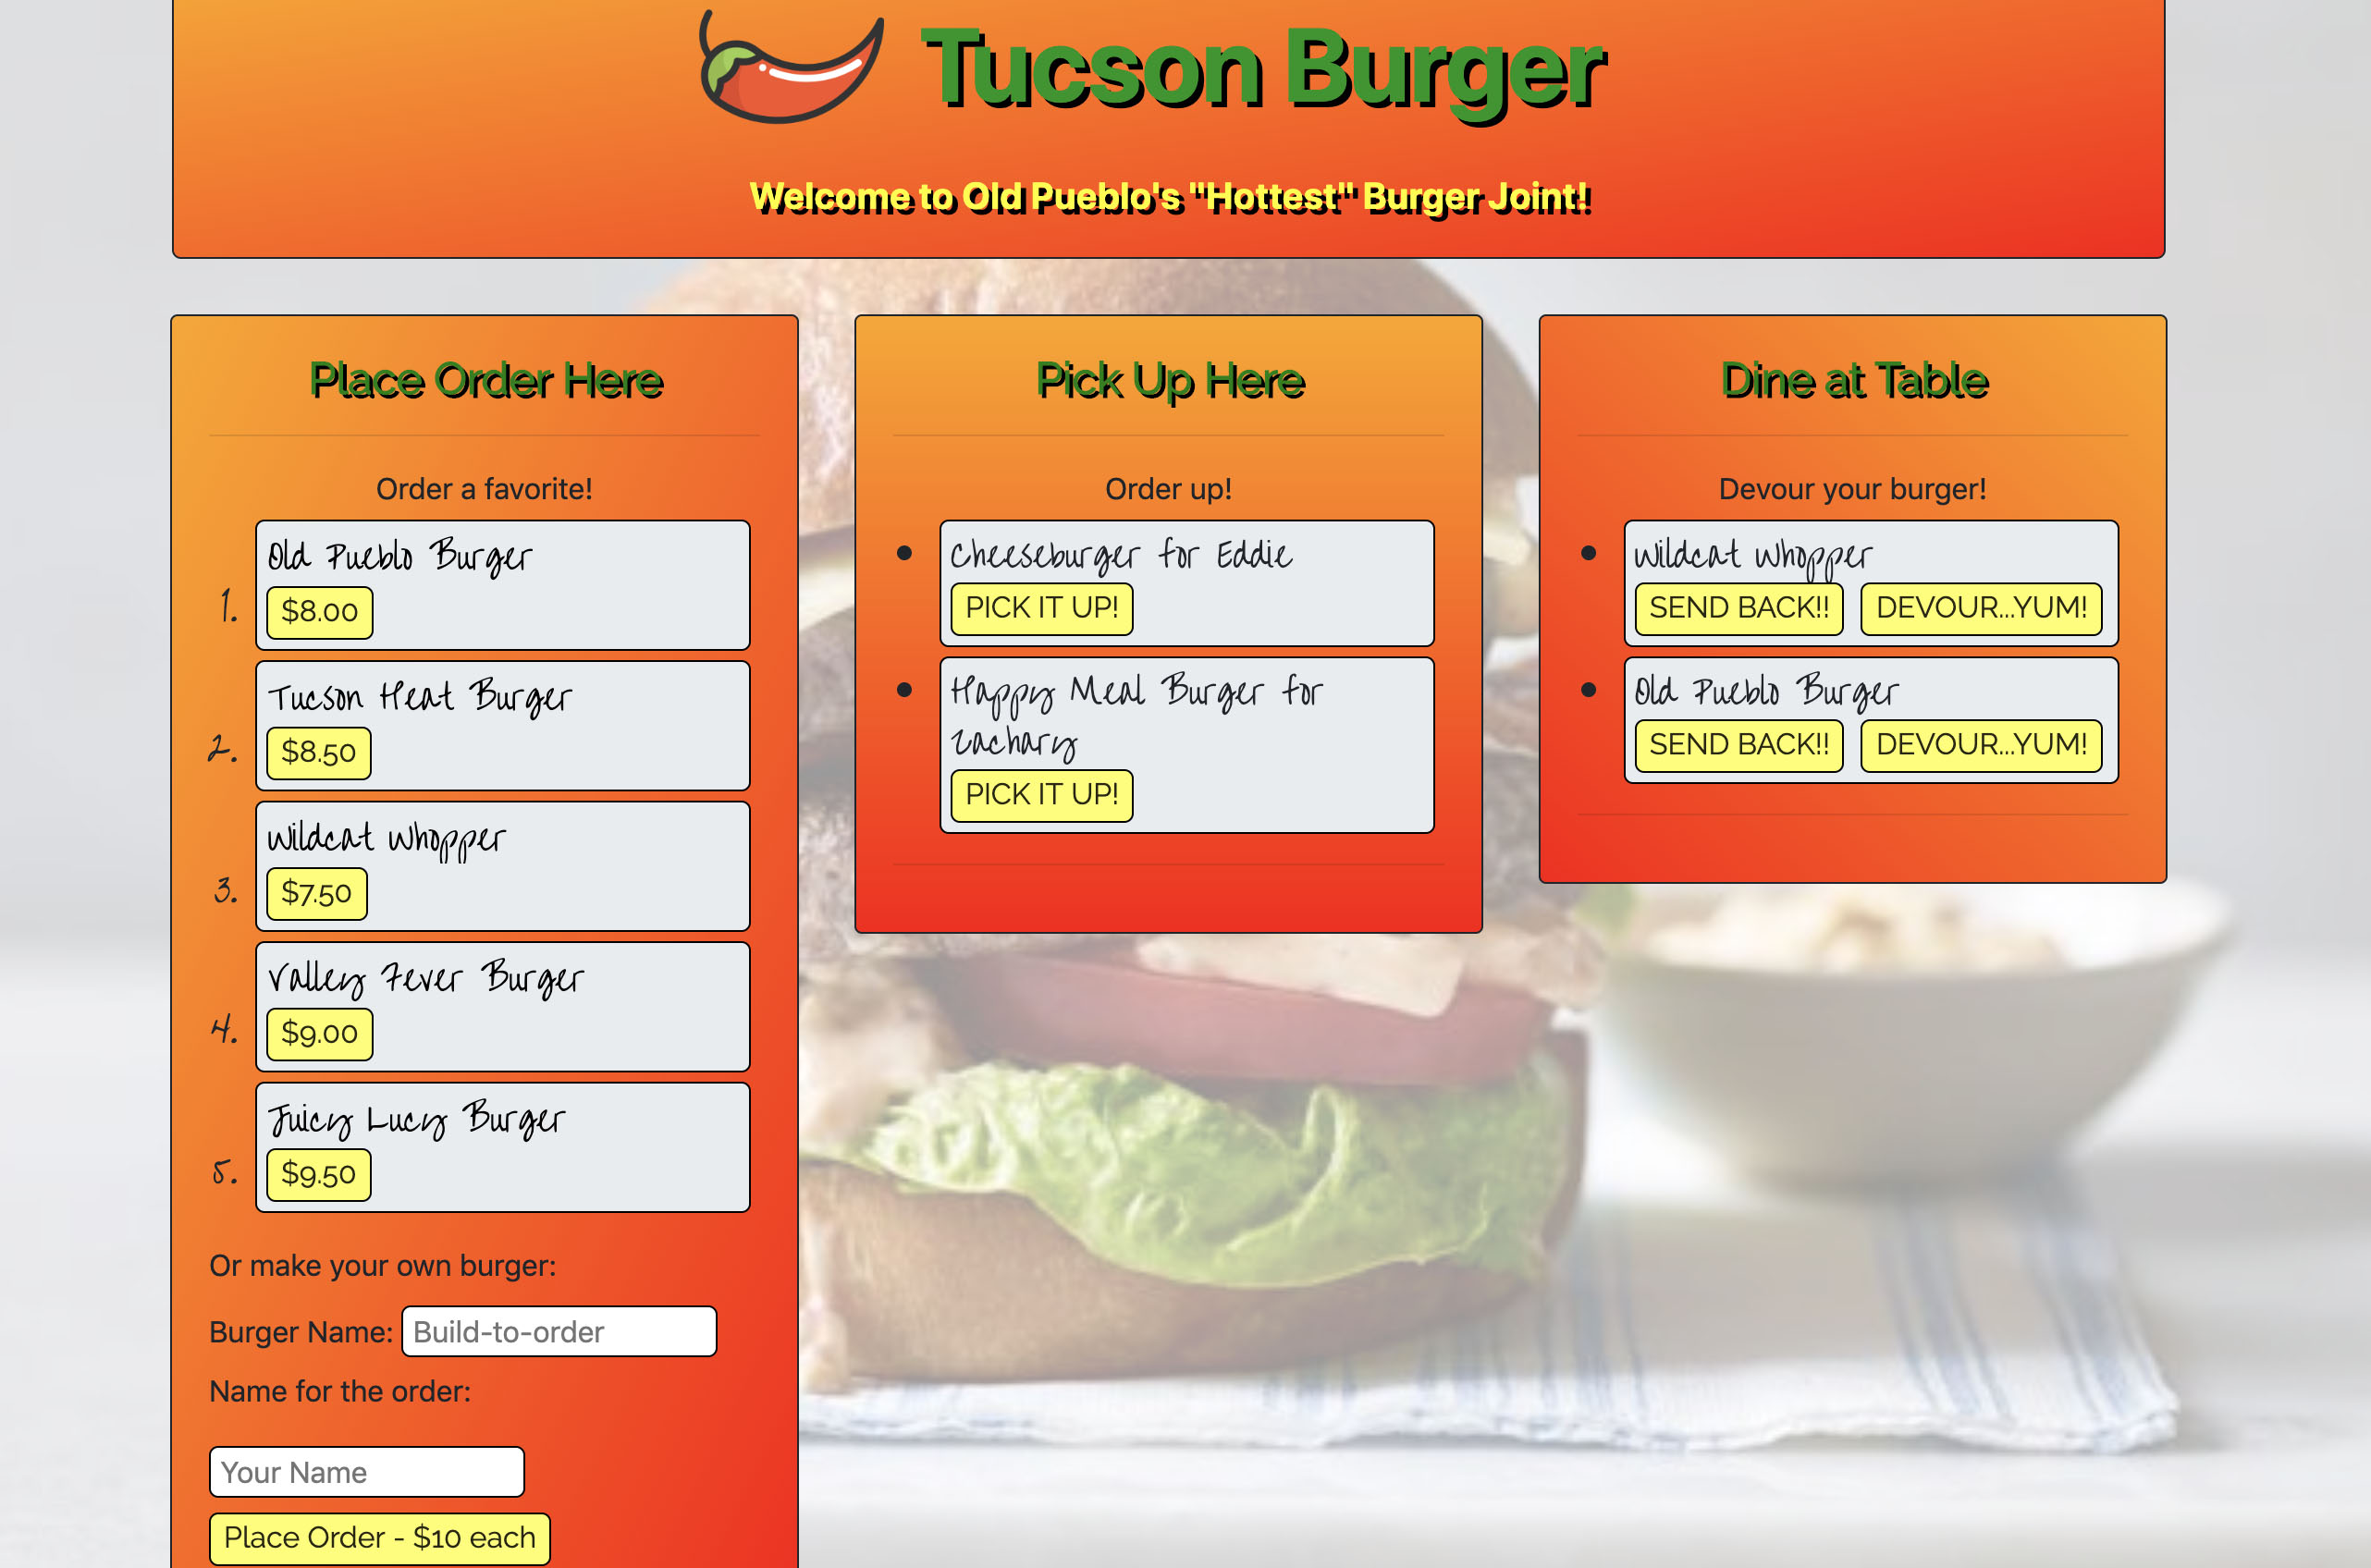 Tucson Burger
Welcome to Old Pueblo's "Hottest" Burger Joint!
Place Order Here
Order a favorite!
1.
Old Pueblo Burger
$8.00
2.
Tucson Heat Burger
$8.50
3.
Wildcat Whopper
$7.50
4.
Valley Fever Burger
$9.00
5.
Juicy Lucy Burger
$9.50
Or make your own burger:
Burger Name: Build-to-order
Name for the order:
Your Name
Place Order - $10 each
Pick Up Here
Order up!
Cheeseburger for Eddie
PICK IT UP!
Happy Meal Burger for
Zachary
PICK IT UP!
Dine at Table
Devour your burger!
Wildcat Whopper
SEND BACK!! DEVOUR...YUM!
Old Pueblo Burger
SEND BACK!! DEVOUR...YUM!